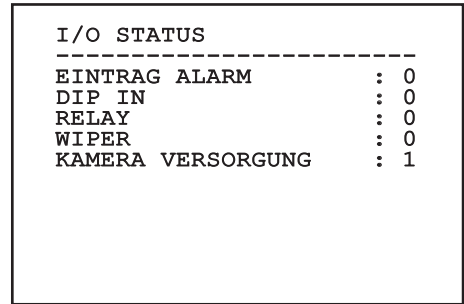 I/O STATUS
-------------------------
EINTRAG ALARM : 0
DIP IN : 0
RELAY : 0
WIPER : 0
KAMERA VERSORGUNG : 1